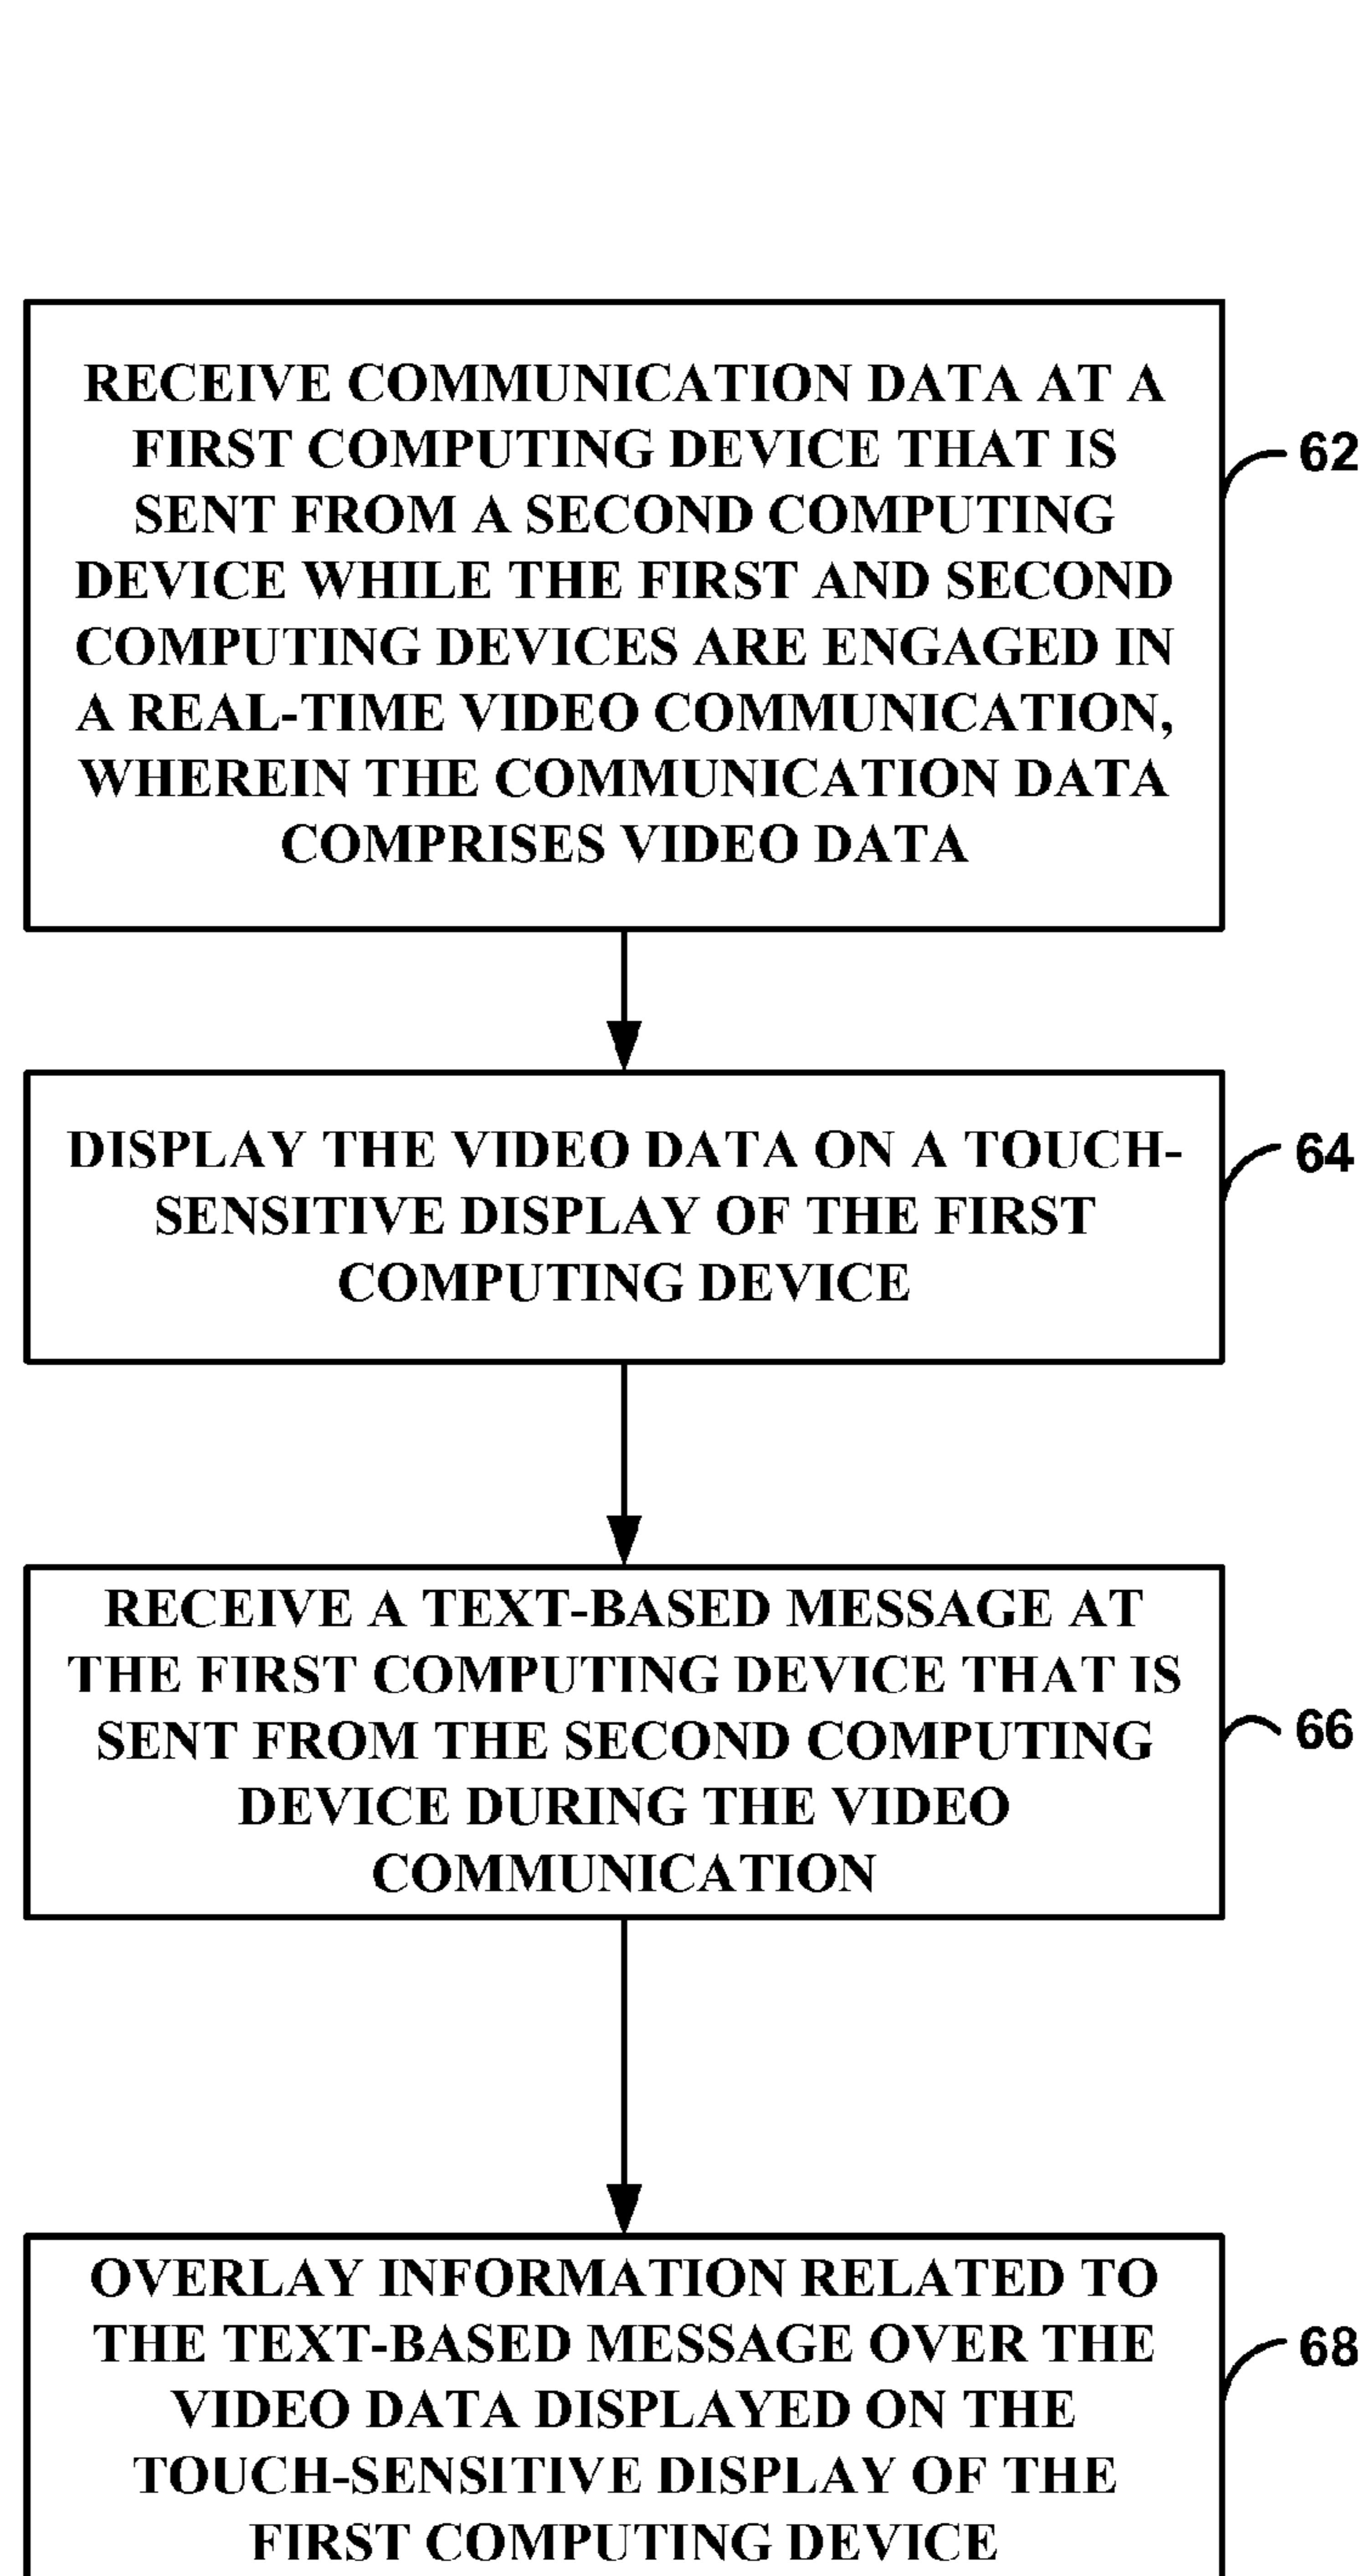 RECEIVE COMMUNICATION DATA AT A
FIRST COMPUTING DEVICE THAT IS
SENT FROM A SECOND COMPUTING
DEVICE WHILE THE FIRST AND SECOND
COMPUTING DEVICES ARE ENGAGED IN
A REAL-TIME VIDEO COMMUNICATION,
WHEREIN THE COMMUNICATION DATA
COMPRISES VIDEO DATA
62
DISPLAY THE VIDEO DATA ON A TOUCH-
SENSITIVE DISPLAY OF THE FIRST
COMPUTING DEVICE
64
RECEIVE A TEXT-BASED MESSAGE AT
THE FIRST COMPUTING DEVICE THAT IS
SENT FROM THE SECOND COMPUTING
DEVICE DURING THE VIDEO
COMMUNICATION
66
OVERLAY INFORMATION RELATED TO
THE TEXT-BASED MESSAGE OVER THE
VIDEO DATA DISPLAYED ON THE
TOUCH-SENSITIVE DISPLAY OF THE
FIRST COMPUTING DEVICE
68